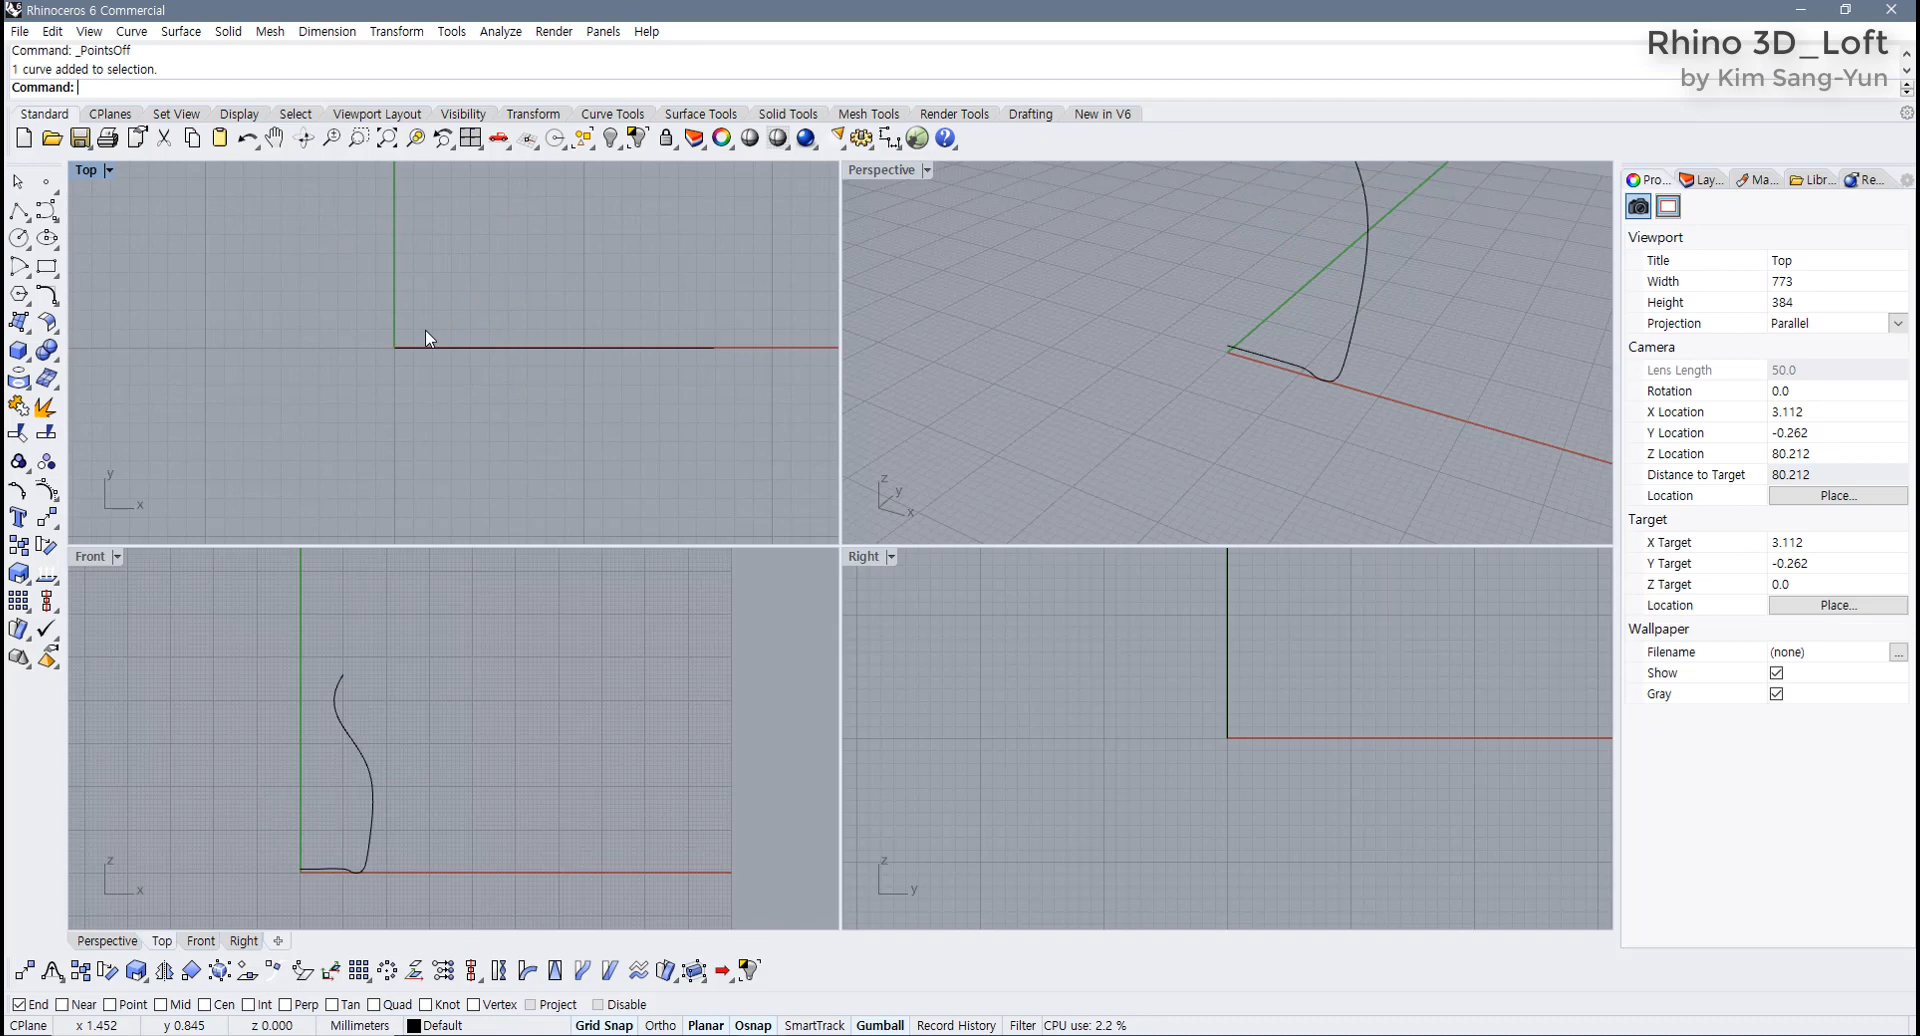 Rhinoceros 6 Commercial
File Edit View Curve Surface Solid Mesh Dimension Transform Tools Analyze Render Panels Help
Command: _PointsOff
1 curve added to selection.
Command:
Rhino 3D_Loft
by Kim Sang-Yun
Standard CPlanes Set View Display Select Viewport Layout Visibility Transform Curve Tools Surface Tools Solid Tools Mesh Tools Render Tools Drafting New in V6
Top
y
x
Perspective
z
y
x
Front
z
x
Right
z
y
Pro... Lay... Ma... Libr... Re...
Viewport
Title Top
Width 773
Height 384
Projection Parallel
Camera
Lens Length 50.0
Rotation 0.0
X Location 3.112
Y Location -0.262
Z Location 80.212
Distance to Target 80.212
Location Place...
Target
X Target 3.112
Y Target -0.262
Z Target 0.0
Location Place...
Wallpaper
Filename (none) ...
Show
Gray
Perspective Top Front Right
End Near Point Mid Cen Int Perp Tan Quad Knot Vertex Project Disable
CPlane x 1.452 y 0.845 z 0.000 Millimeters Default Grid Snap Ortho Planar Osnap SmartTrack Gumball Record History Filter CPU use: 2.2 %